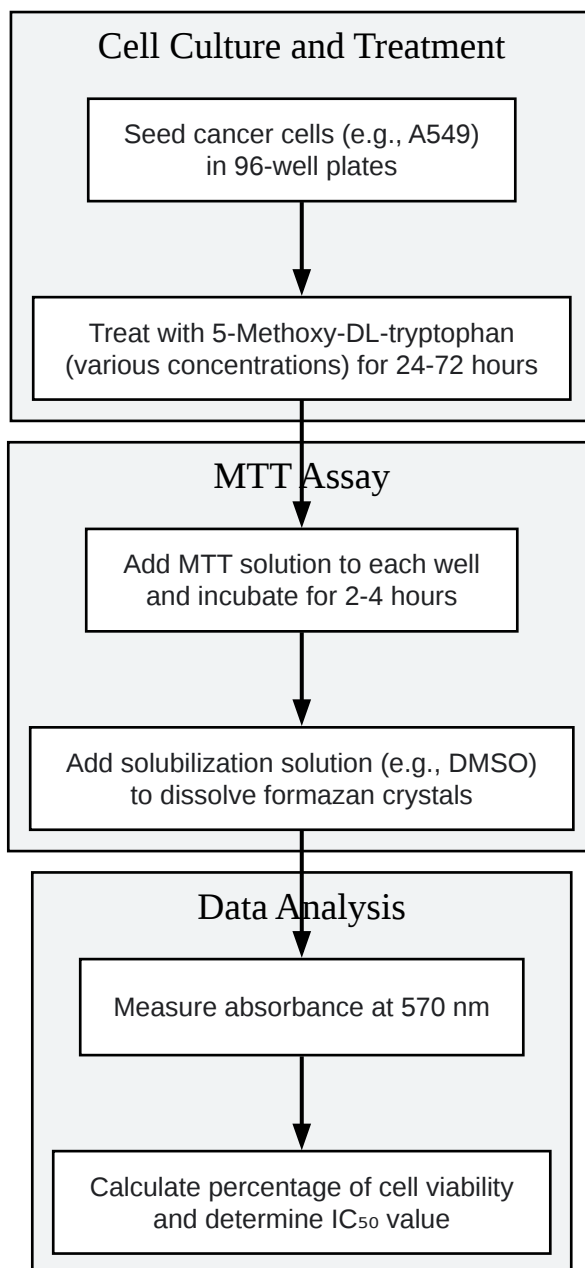 Cell Culture and Treatment
Seed cancer cells (e.g., A549)
in 96-well plates
Treat with 5-Methoxy-DL-tryptophan
(various concentrations) for 24-72 hours
MTT Assay
Add MTT solution to each well
and incubate for 2-4 hours
Add solubilization solution (e.g., DMSO)
to dissolve formazan crystals
Data Analysis
Measure absorbance at 570 nm
Calculate percentage of cell viability
and determine IC₅₀ value